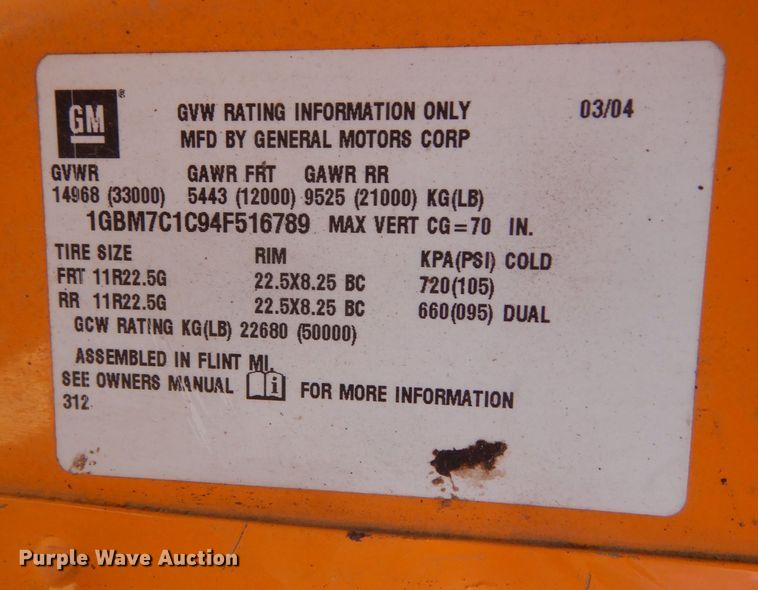 GM ®
GVW RATING INFORMATION ONLY 03/04
MFD BY GENERAL MOTORS CORP
GVWR GAWR FRT GAWR RR
14968 (33000) 5443 (12000) 9525 (21000) KG(LB)
1GBM7C1C94F516789 MAX VERT CG=70 IN.
TIRE SIZE RIM KPA(PSI) COLD
FRT 11R22.5G 22.5X8.25 BC 720(105)
RR 11R22.5G 22.5X8.25 BC 660(095) DUAL
GCW RATING KG(LB) 22680 (50000)
ASSEMBLED IN FLINT MI.
SEE OWNERS MANUAL i FOR MORE INFORMATION
312
Purple Wave Auction